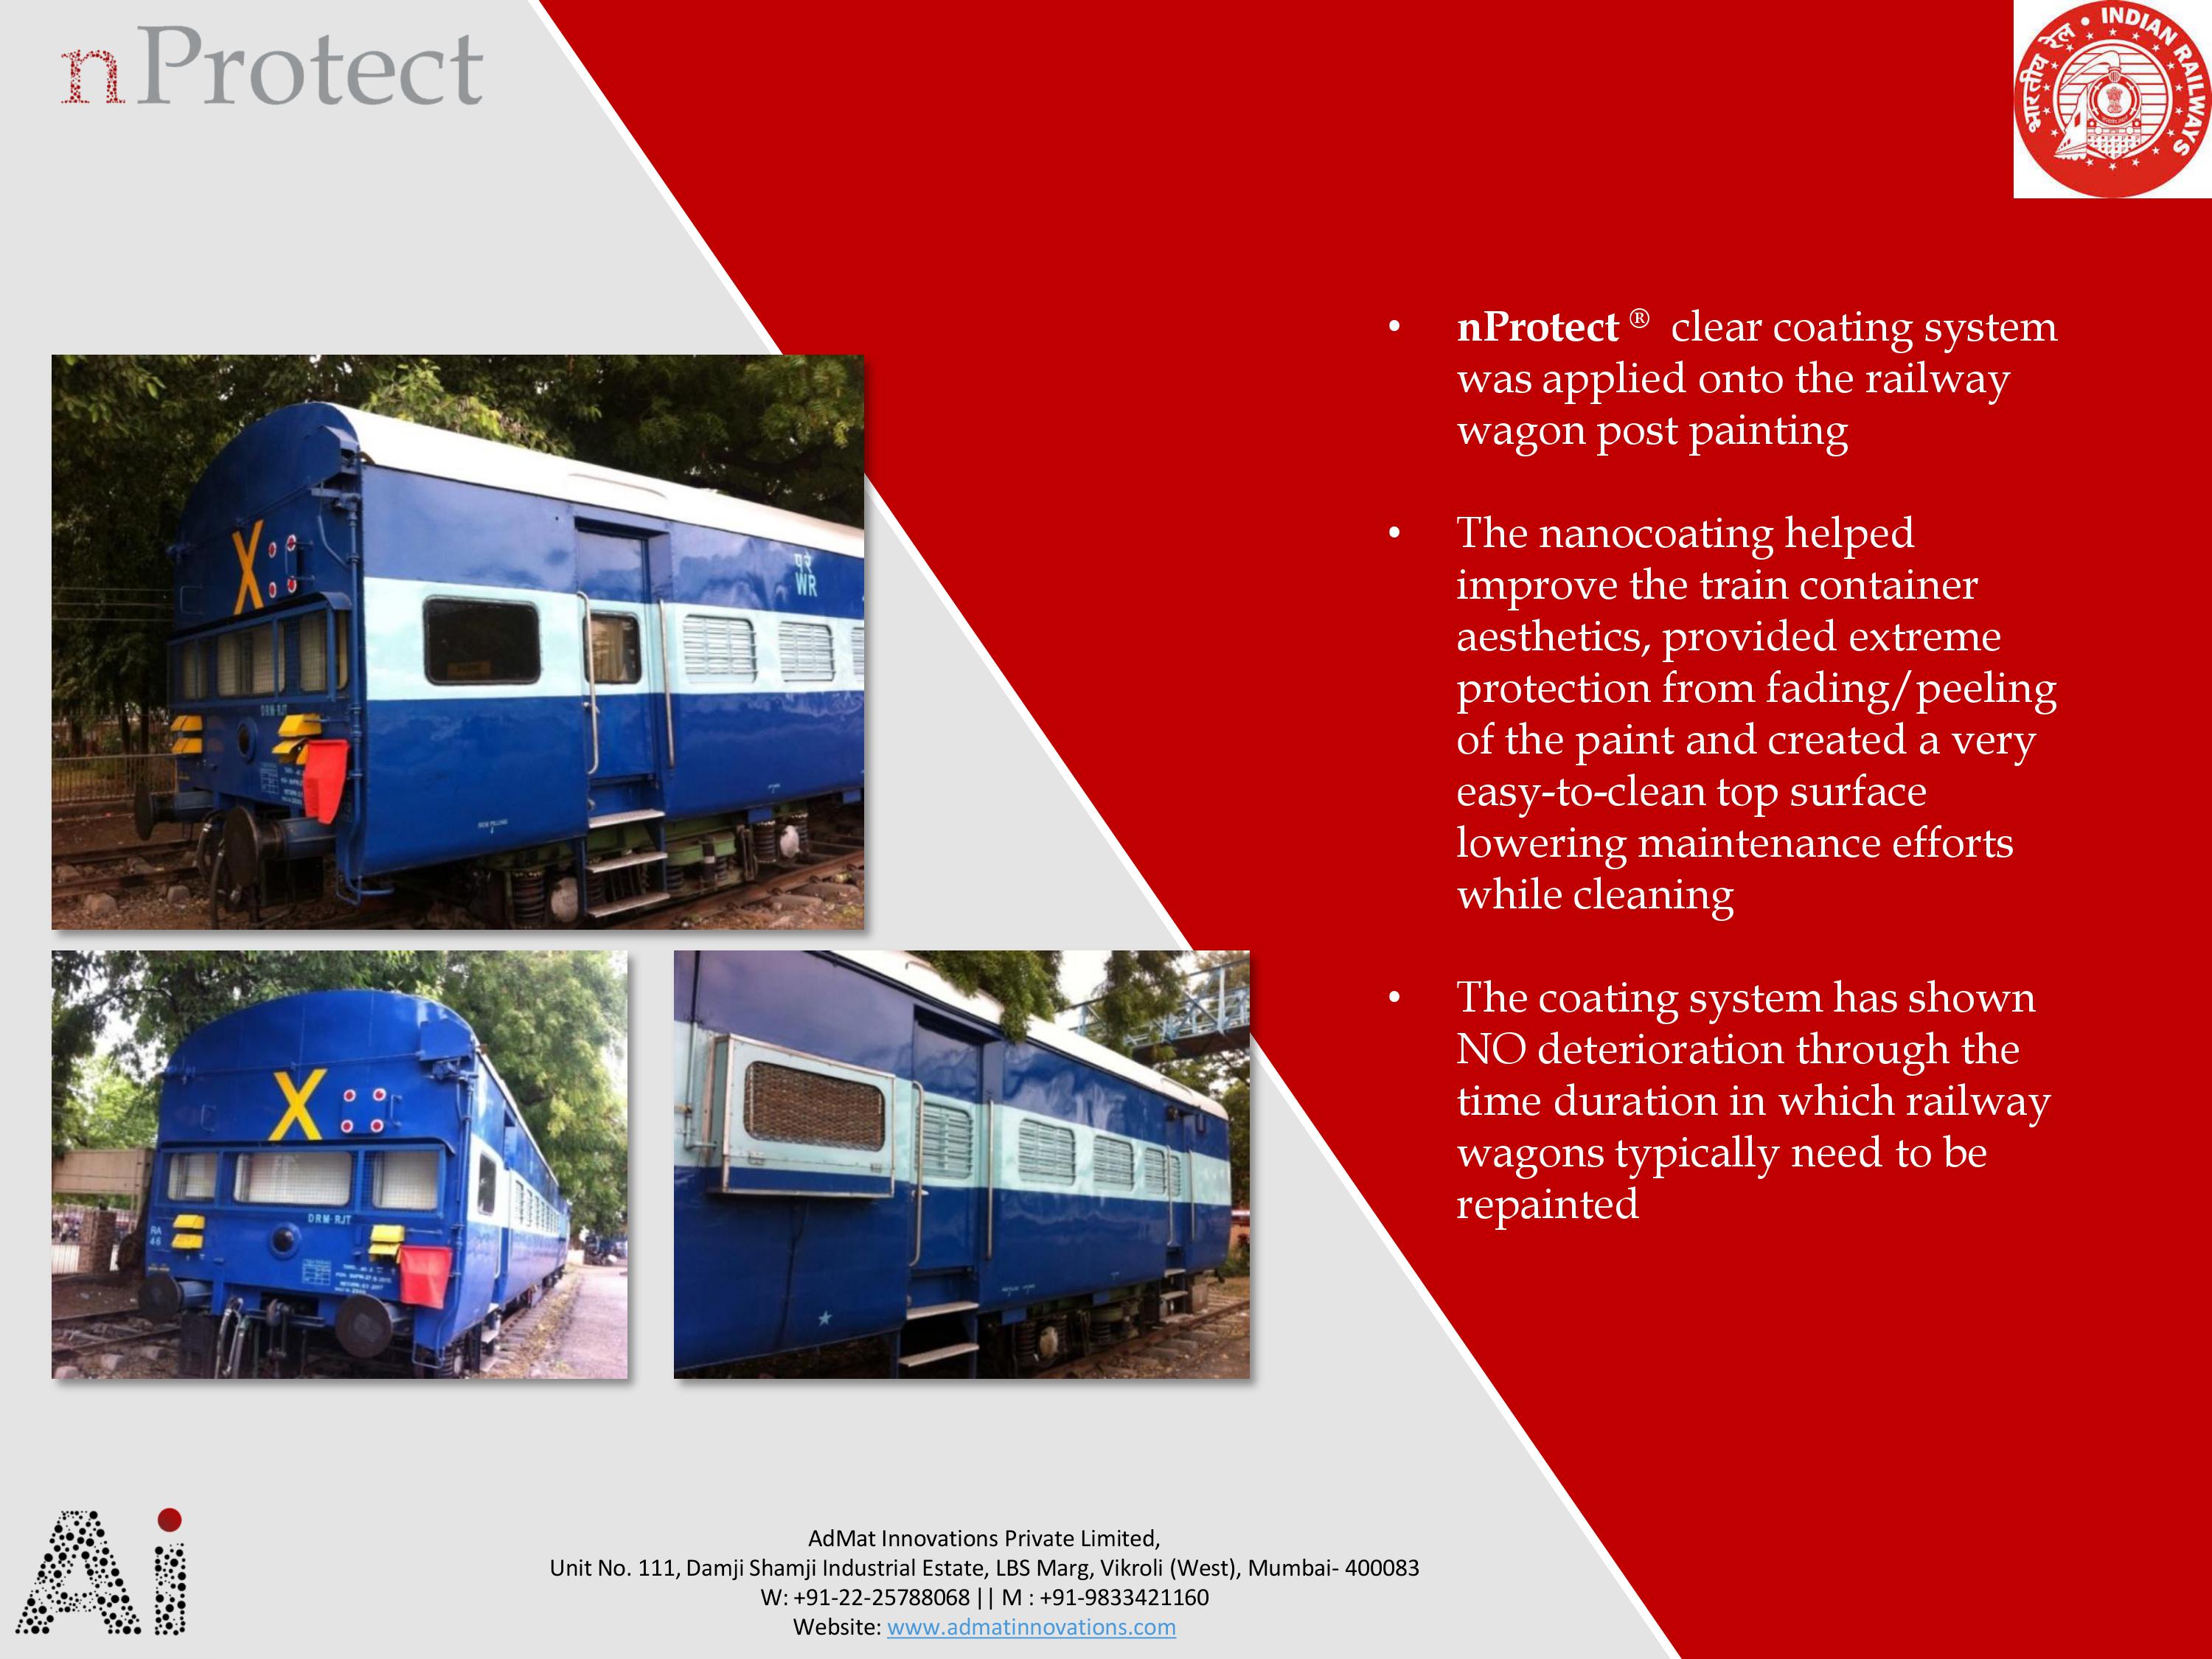 nProtect
भारतीय रेल • INDIAN RAILWAYS
X
प रे
WR
DRM-RJT
X
DRM-RJT
RA
46
• nProtect ® clear coating system
was applied onto the railway
wagon post painting
• The nanocoating helped
improve the train container
aesthetics, provided extreme
protection from fading/peeling
of the paint and created a very
easy-to-clean top surface
lowering maintenance efforts
while cleaning
• The coating system has shown
NO deterioration through the
time duration in which railway
wagons typically need to be
repainted
Ai
AdMat Innovations Private Limited,
Unit No. 111, Damji Shamji Industrial Estate, LBS Marg, Vikroli (West), Mumbai- 400083
W: +91-22-25788068 || M : +91-9833421160
Website: www.admatinnovations.com